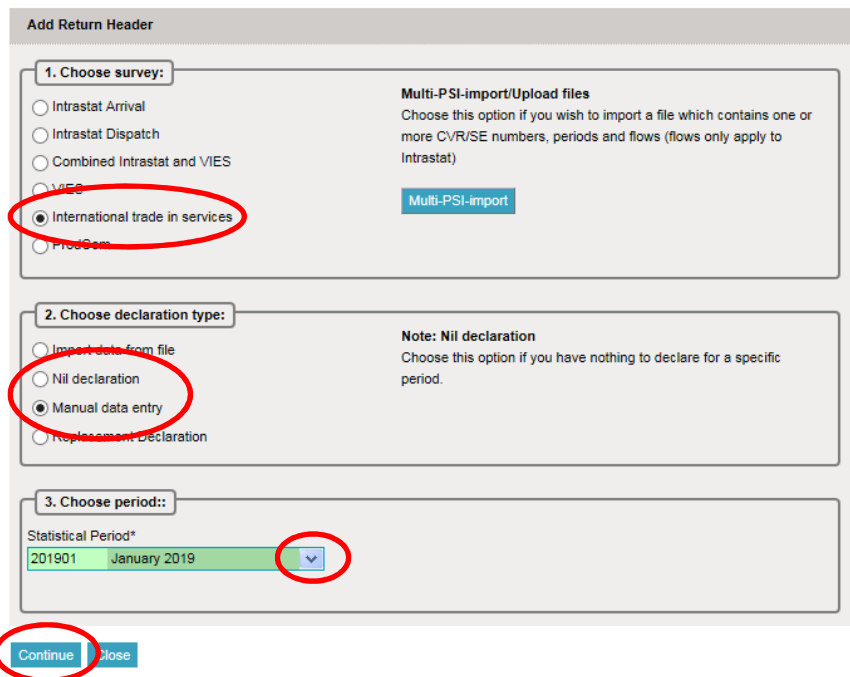 Add Return Header
1. Choose survey:
Intrastat Arrival
Intrastat Dispatch
Combined Intrastat and VIES
VIES
International trade in services
ProdCom
Multi-PSI-import/Upload files
Choose this option if you wish to import a file which contains one or
more CVR/SE numbers, periods and flows (flows only apply to
Intrastat)
Multi-PSI-import
2. Choose declaration type:
Import data from file
Nil declaration
Manual data entry
Replacement Declaration
Note: Nil declaration
Choose this option if you have nothing to declare for a specific
period.
3. Choose period::
Statistical Period*
201901 January 2019
Continue Close